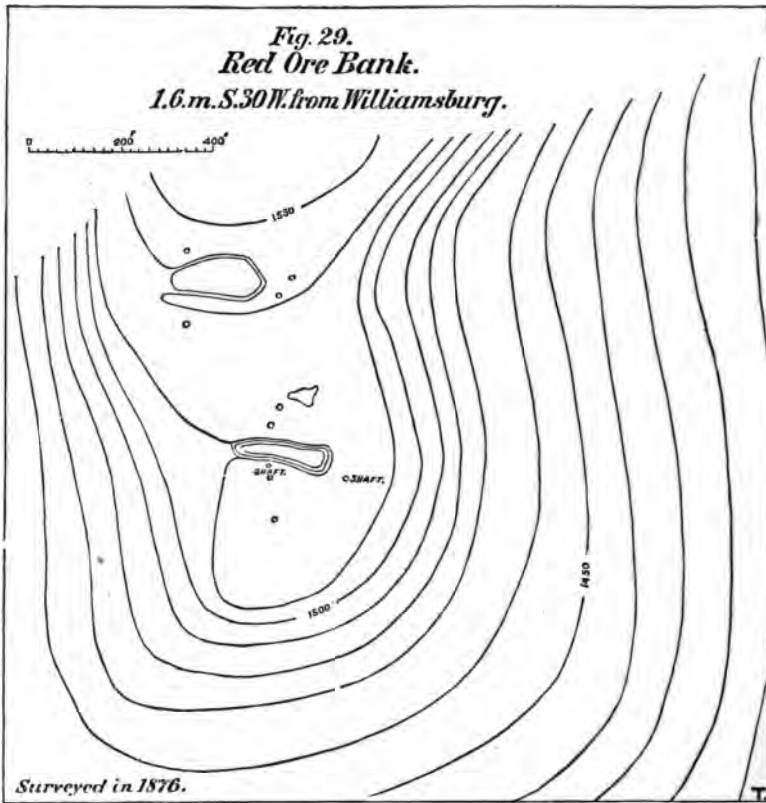 Fig. 29.
Red Ore Bank.
1.6.m.S.30W.from Williamsburg.
0 200' 400'
1530
SHAFT.
SHAFT.
1500
1450
Surveyed in 1876.
T.